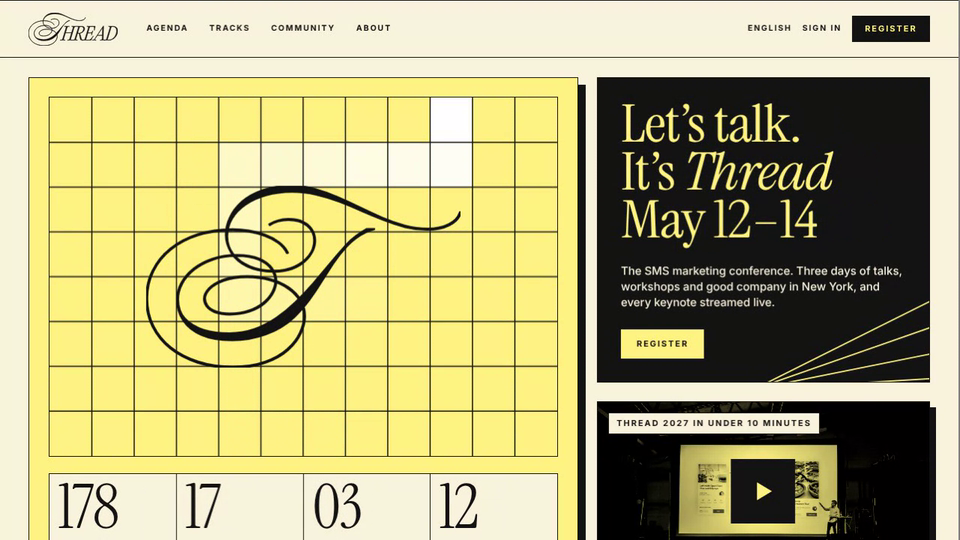 THREAD
AGENDA TRACKS COMMUNITY ABOUT
ENGLISH SIGN IN REGISTER
T
178 17 03 12
Let’s talk.
It’s Thread
May 12–14
The SMS marketing conference. Three days of talks,
workshops and good company in New York, and
every keynote streamed live.
REGISTER
THREAD 2027 IN UNDER 10 MINUTES